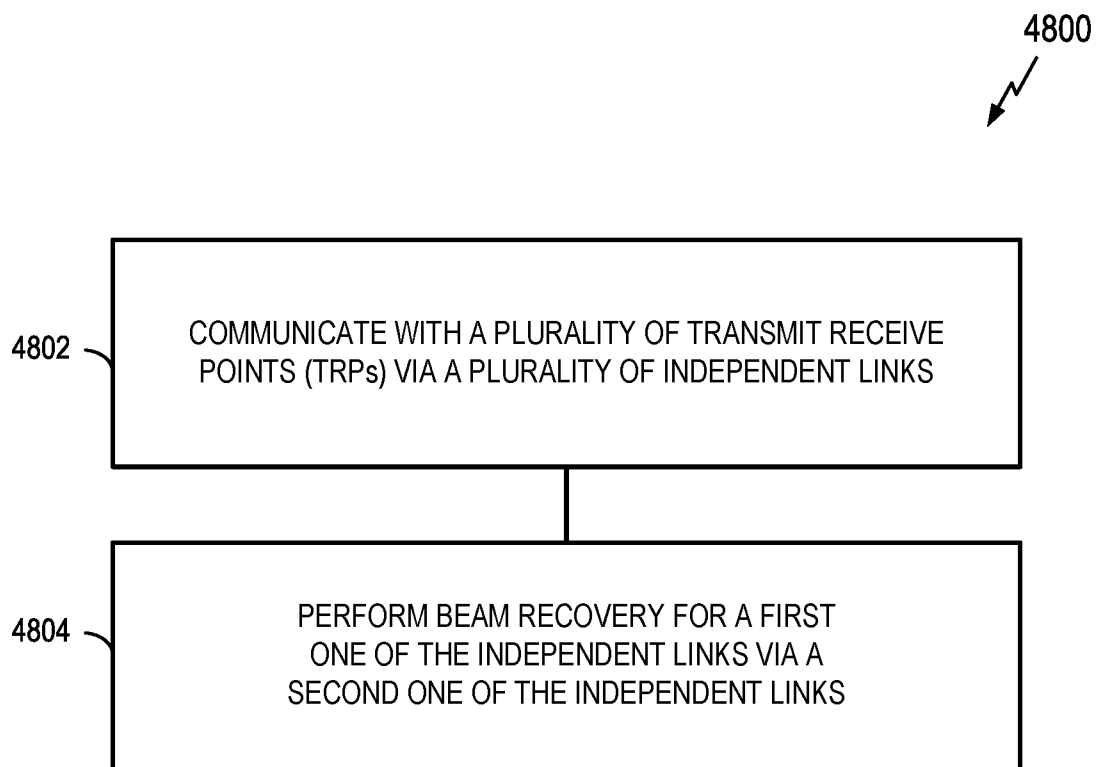 4800
4802
COMMUNICATE WITH A PLURALITY OF TRANSMIT RECEIVE
POINTS (TRPs) VIA A PLURALITY OF INDEPENDENT LINKS
4804
PERFORM BEAM RECOVERY FOR A FIRST
ONE OF THE INDEPENDENT LINKS VIA A
SECOND ONE OF THE INDEPENDENT LINKS